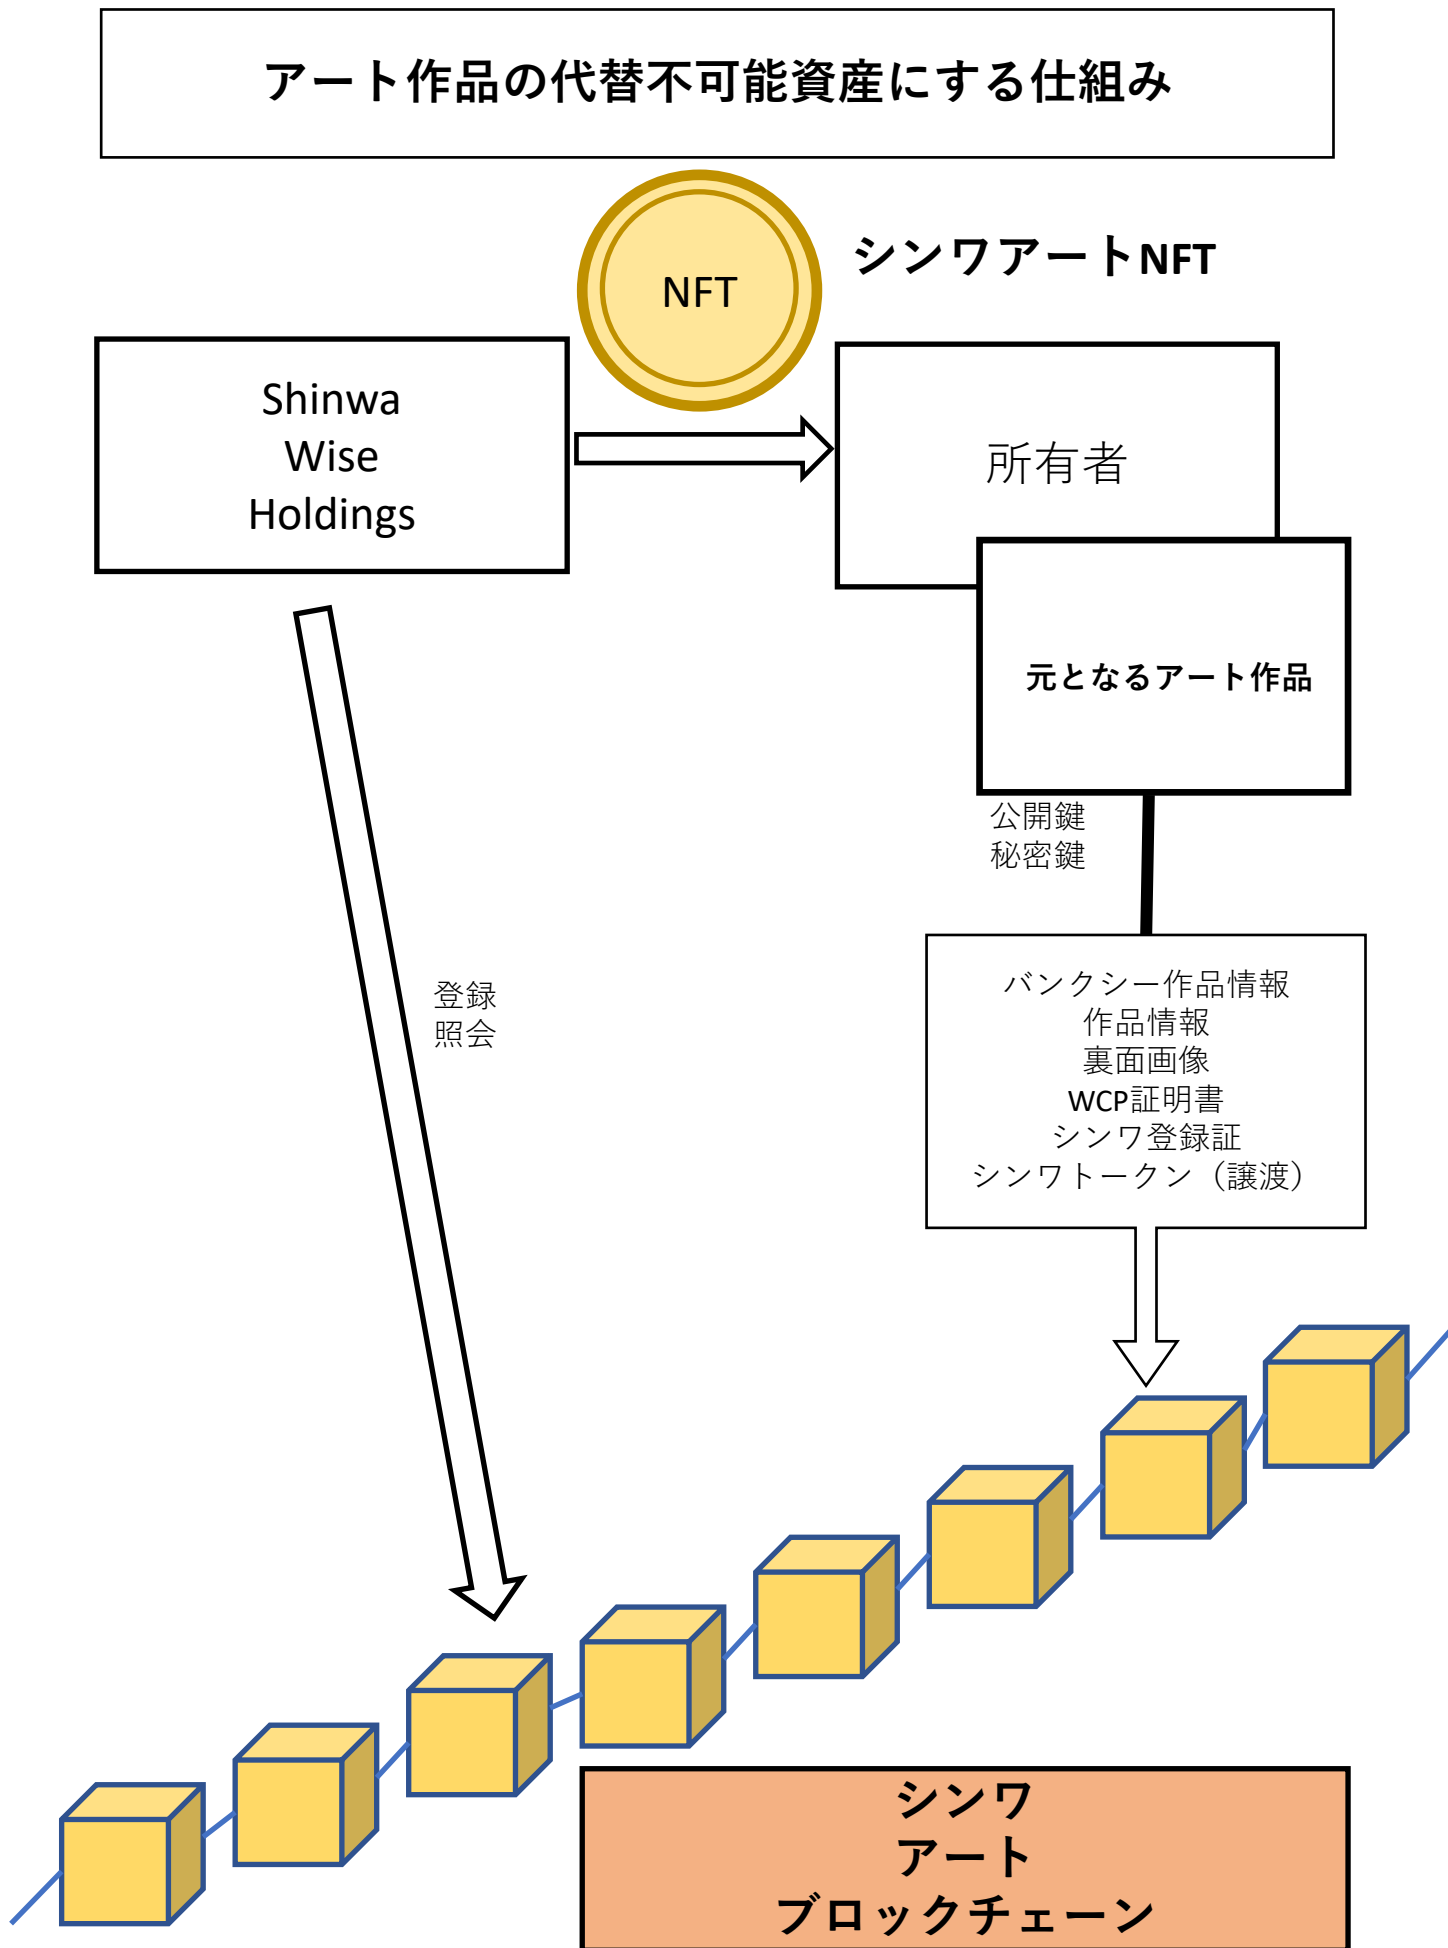 アート作品の代替不可能資産にする仕組み
NFT
シンワアートNFT
Shinwa
Wise
Holdings
所有者
元となるアート作品
公開鍵
秘密鍵
登録
照会
バンクシー作品情報
作品情報
裏面画像
WCP証明書
シンワ登録証
シンワトークン（譲渡）
シンワ
アート
ブロックチェーン